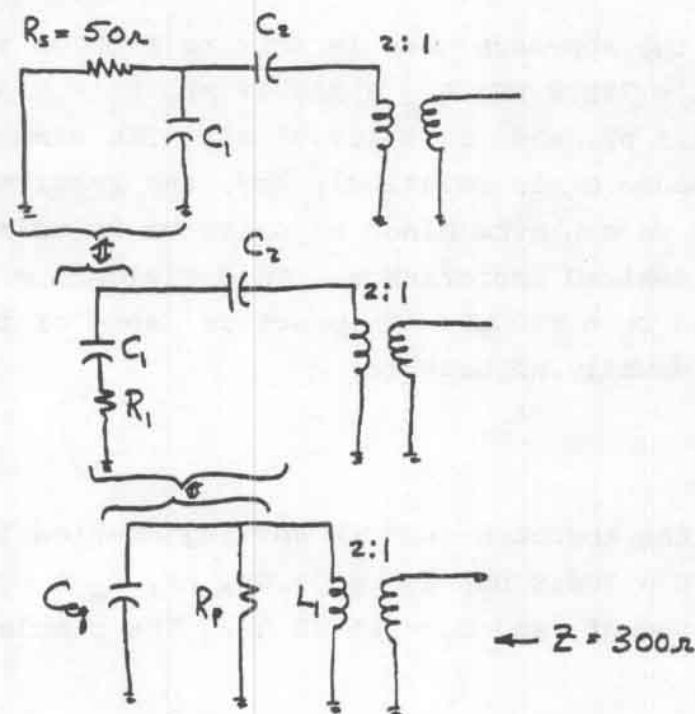 Rs = 50Ω
C2
2:1
C1
C2
2:1
C1
R1
2:1
Ceq
Rp
L1
Z = 300Ω